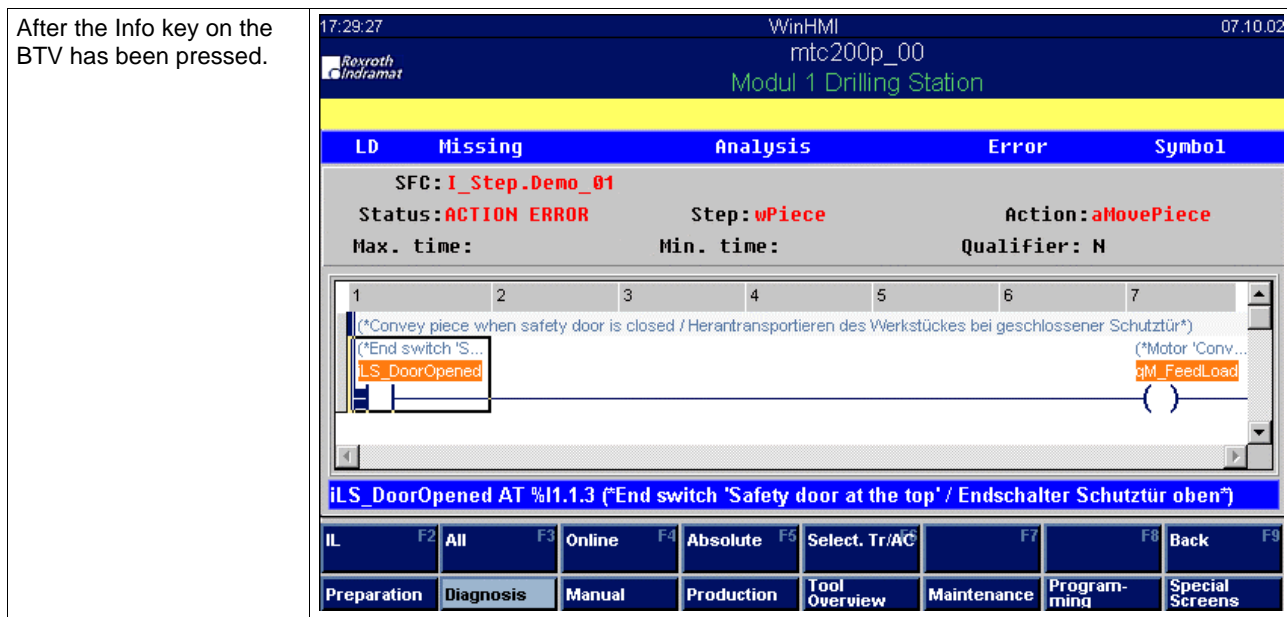 After the Info key on the
BTV has been pressed.
17:29:27 WinHMI 07.10.02
Rexroth
Indramat
mtc200p_00
Modul 1 Drilling Station
LD Missing Analysis Error Symbol
SFC: I_Step.Demo_01
Status: ACTION ERROR Step: wPiece Action: aMovePiece
Max. time: Min. time: Qualifier: N
1 2 3 4 5 6 7
(*Convey piece when safety door is closed / Herantransportieren des Werkstückes bei geschlossener Schutztür*)
(*End switch 'S... (*Motor 'Conv...
iLS_DoorOpened qM_FeedLoad
iLS_DoorOpened AT %I1.1.3 (*End switch 'Safety door at the top' / Endschalter Schutztür oben*)
IL F2 All F3 Online F4 Absolute F5 Select. Tr/AC F6 F7 F8 Back F9
Preparation Diagnosis Manual Production Tool Overview Maintenance Program-ming Special Screens